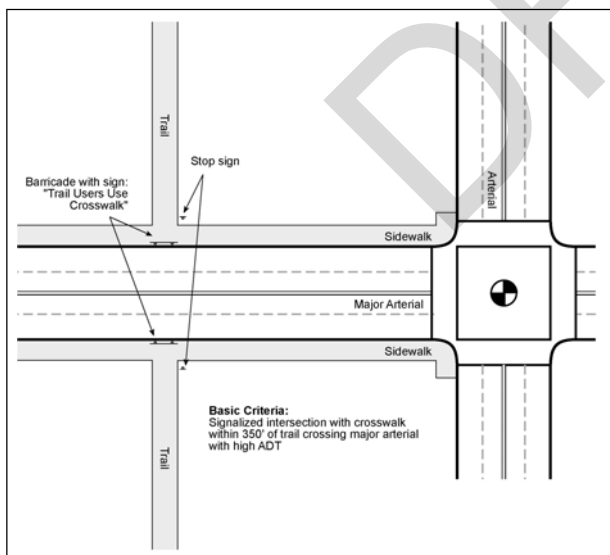 Trail
Stop sign
Barricade with sign:
"Trail Users Use
Crosswalk"
Arterial
Sidewalk
Major Arterial
Sidewalk
Basic Criteria:
Signalized intersection with crosswalk
within 350' of trail crossing major arterial
with high ADT
Trail